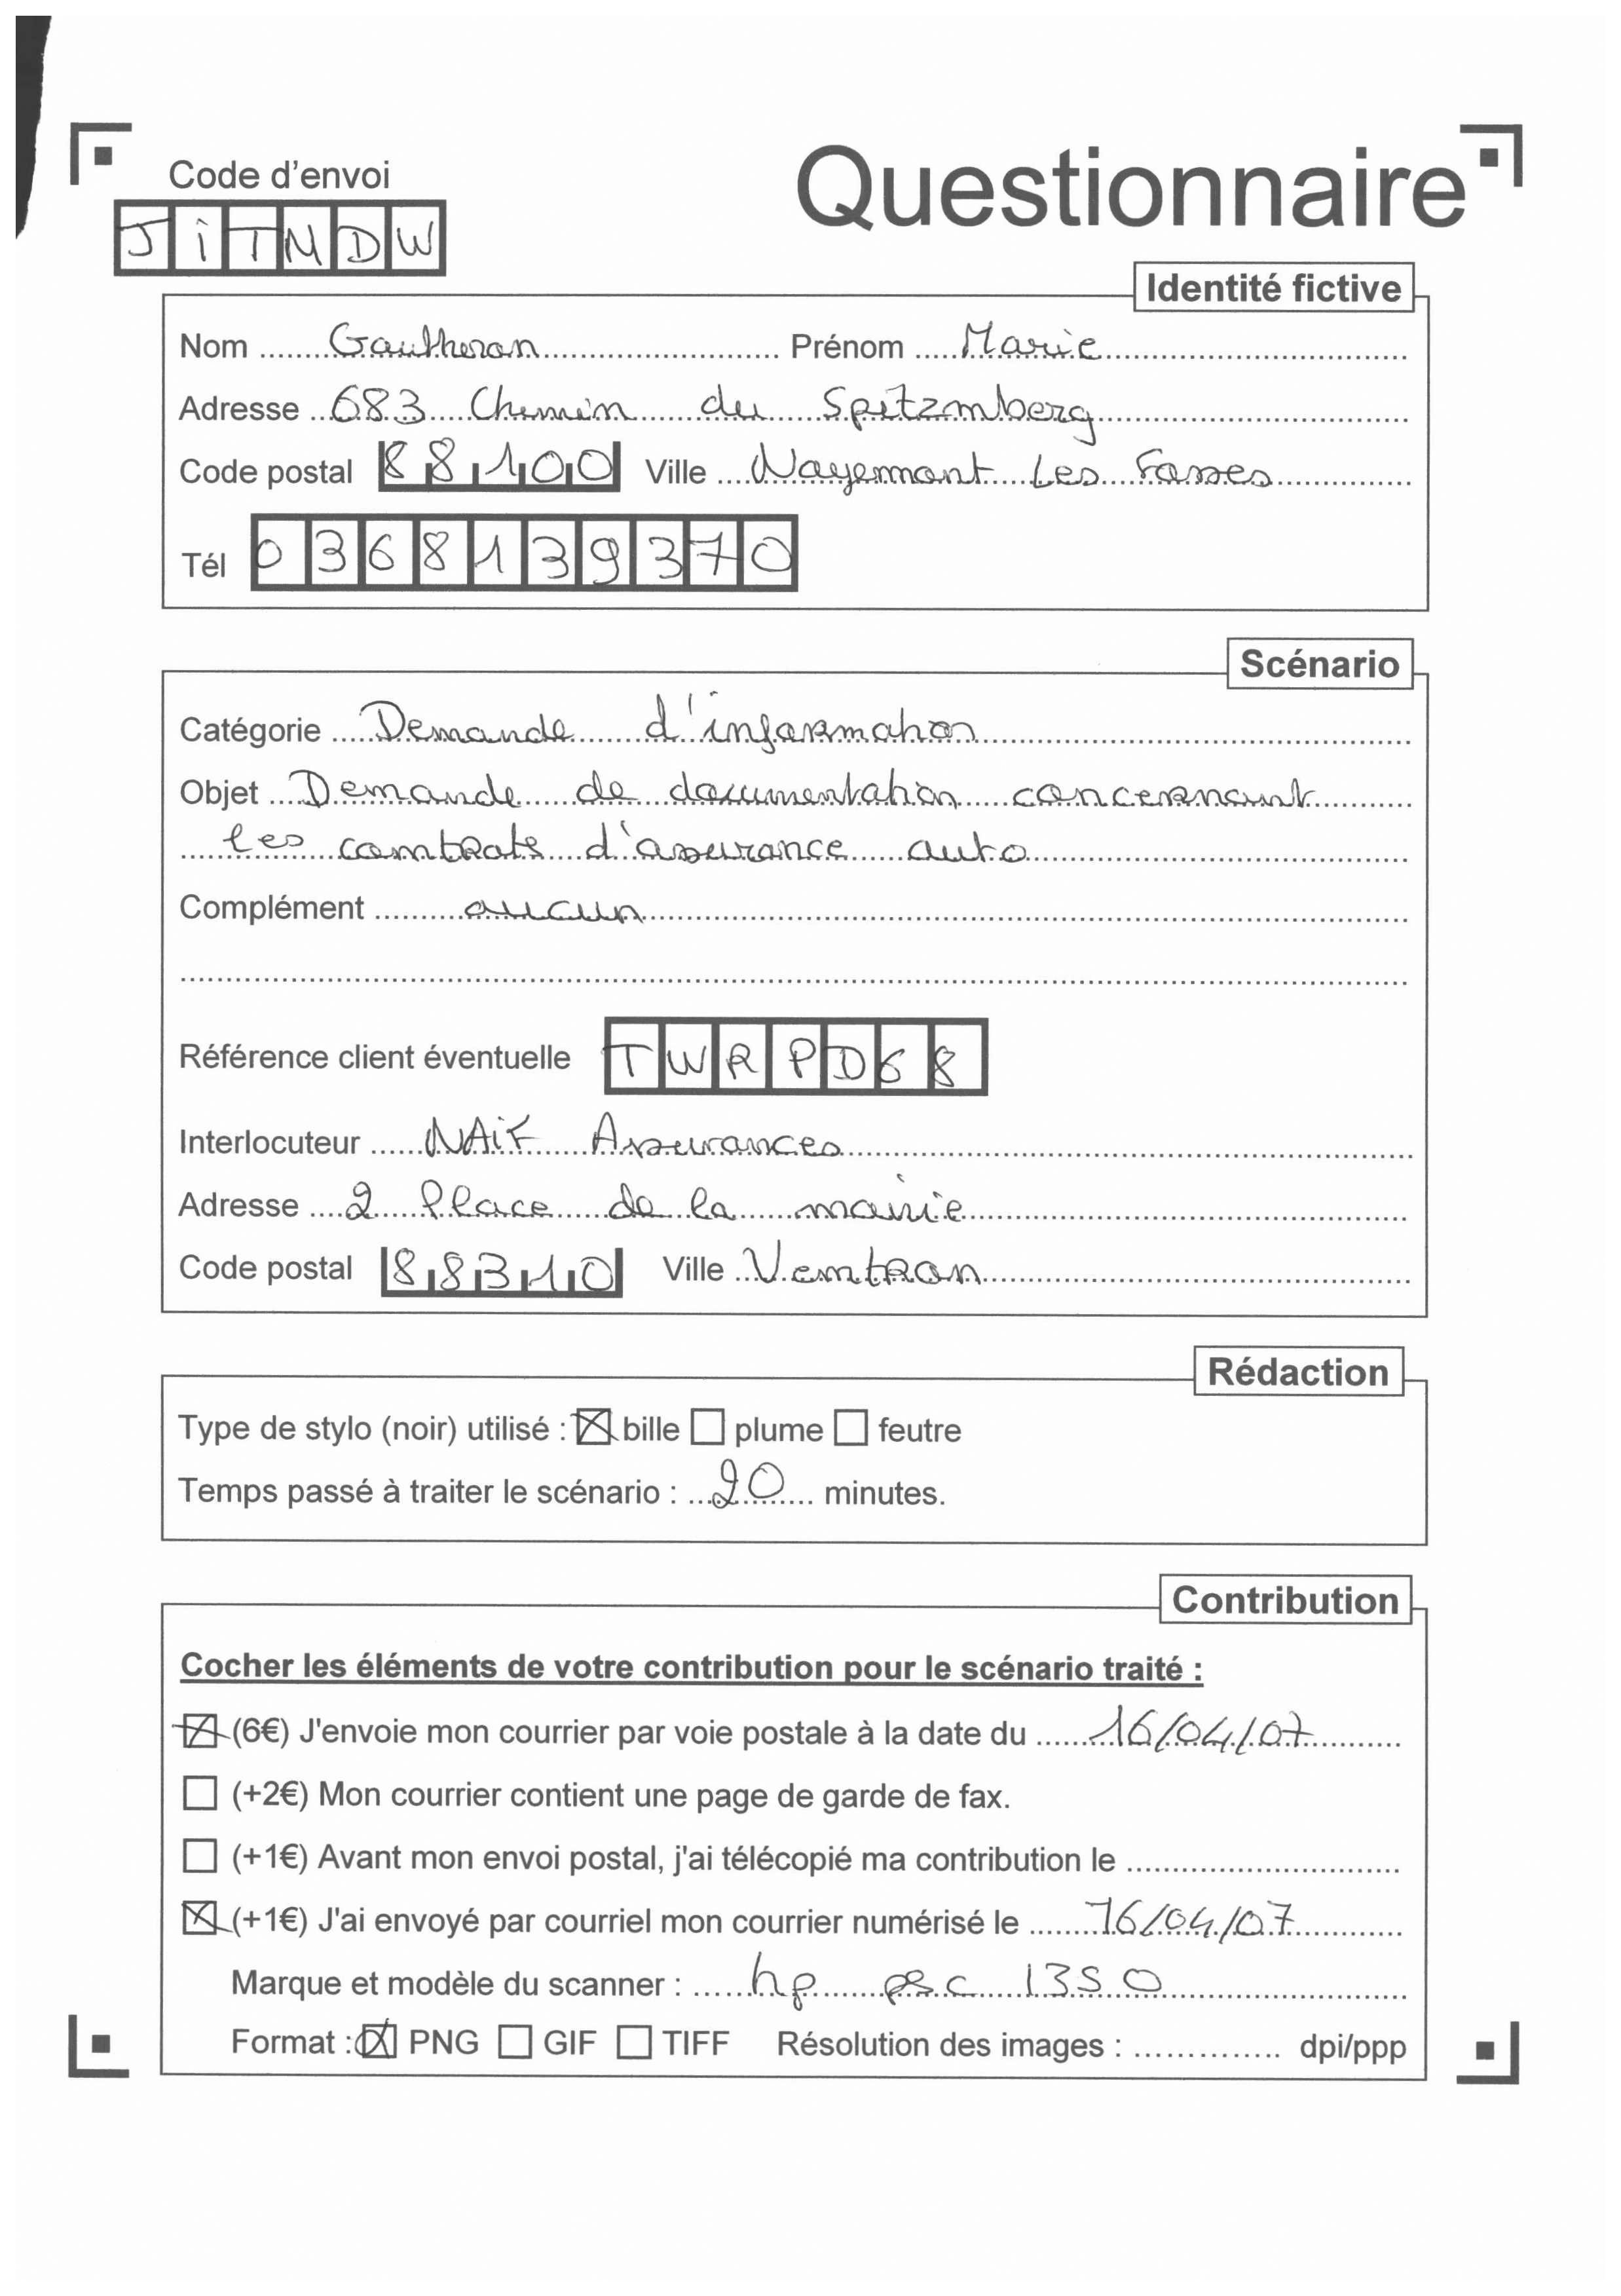 Code d'envoi
Questionnaire
JiTMDW
Identité fictive
Nom Gautheron Prénom Marie
Adresse 683 Chemin du Spitzemberg
Code postal 88100 Ville Nayemont Les Fosses
Tél 0368139370
Scénario
Catégorie Demande d'information
Objet Demande de documentation concernant
les contrats d'assurance auto
Complément aucun
Référence client éventuelle TWRPD68
Interlocuteur NAiF Assurances
Adresse 2 Place de la mairie
Code postal 88310 Ville Ventron
Rédaction
Type de stylo (noir) utilisé : ☒ bille ☐ plume ☐ feutre
Temps passé à traiter le scénario : 20 minutes.
Contribution
Cocher les éléments de votre contribution pour le scénario traité :
☒ (6€) J'envoie mon courrier par voie postale à la date du 16/04/07
☐ (+2€) Mon courrier contient une page de garde de fax.
☐ (+1€) Avant mon envoi postal, j'ai télécopié ma contribution le
☒ (+1€) J'ai envoyé par courriel mon courrier numérisé le 16/04/07
Marque et modèle du scanner : hp psc 1350
Format : ☒ PNG ☐ GIF ☐ TIFF Résolution des images : dpi/ppp